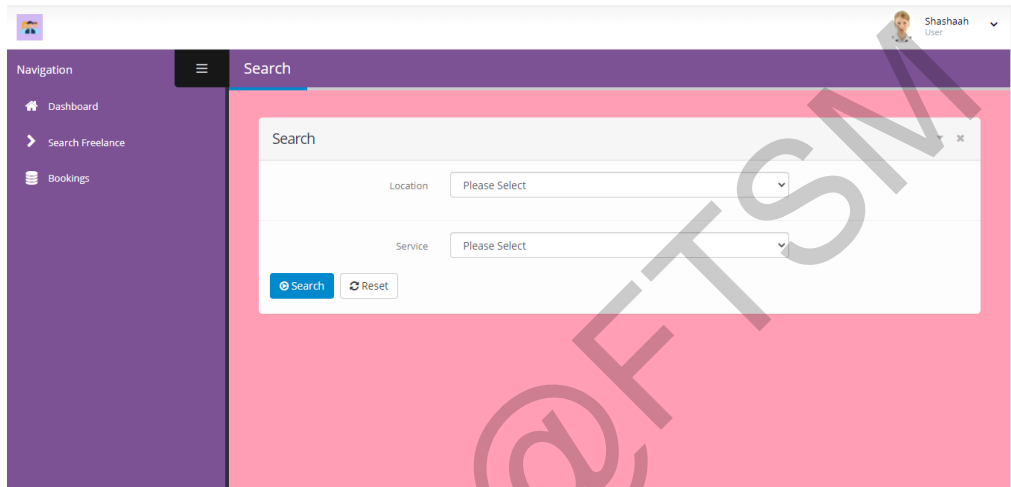 Shashaah
User
Navigation
Search
Dashboard
Search Freelance
Bookings
Search
Location
Please Select
Service
Please Select
Search
Reset
@FTSM